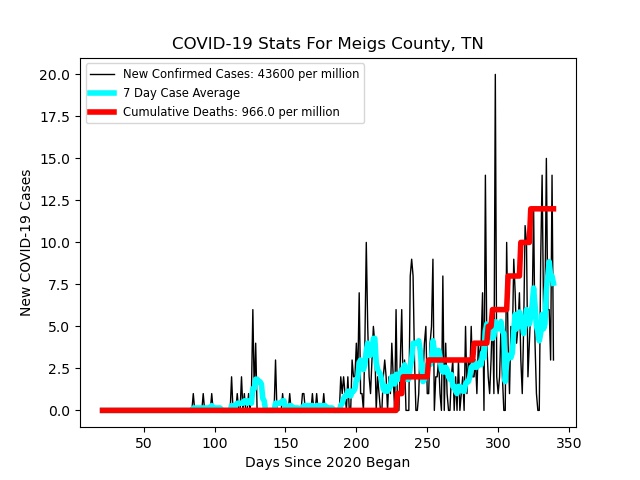 COVID-19 Stats For Meigs County, TN
New Confirmed Cases: 43600 per million
7 Day Case Average
Cumulative Deaths: 966.0 per million
New COVID-19 Cases
20.0
17.5
15.0
12.5
10.0
7.5
5.0
2.5
0.0
50 100 150 200 250 300 350
Days Since 2020 Began